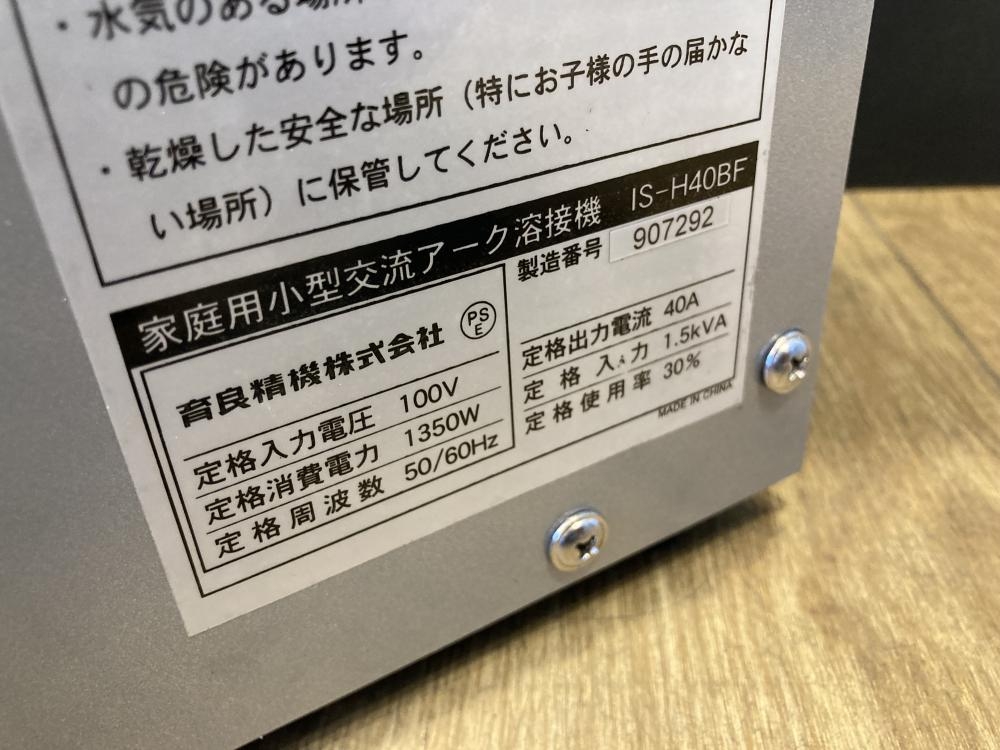 ・水気のある場所
の危険があります。
・乾燥した安全な場所（特にお子様の手の届かな
い場所）に保管してください。
家庭用小型交流アーク溶接機 IS-H40BF
育良精機株式会社 PS E
製造番号 907292
定格入力電圧 100V
定格消費電力 1350W
定格周波数 50/60Hz
定格出力電流 40A
定格入力 1.5kVA
定格使用率 30%
MADE IN CHINA